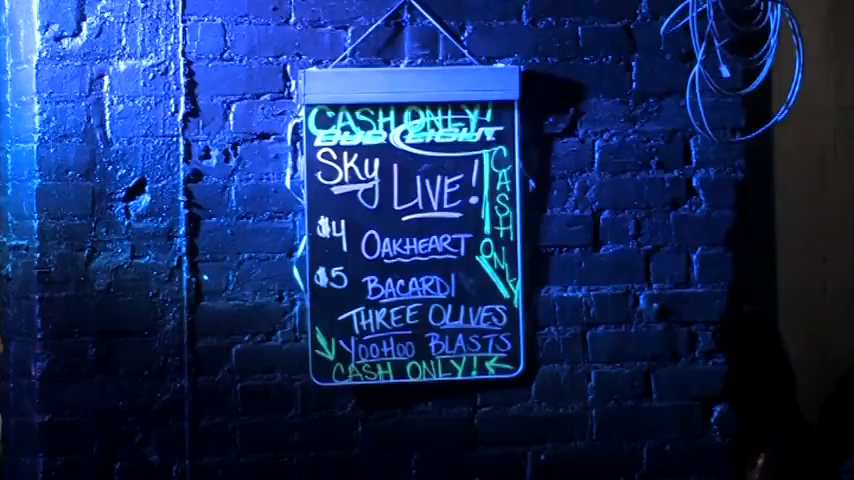 CASH ONLY!
BUD LIGHT
SKY LIVE!
CASH ONLY
$4 OAKHEART
$5 BACARDI
THREE OLIVES
YOOHOO BLASTS
CASH ONLY!